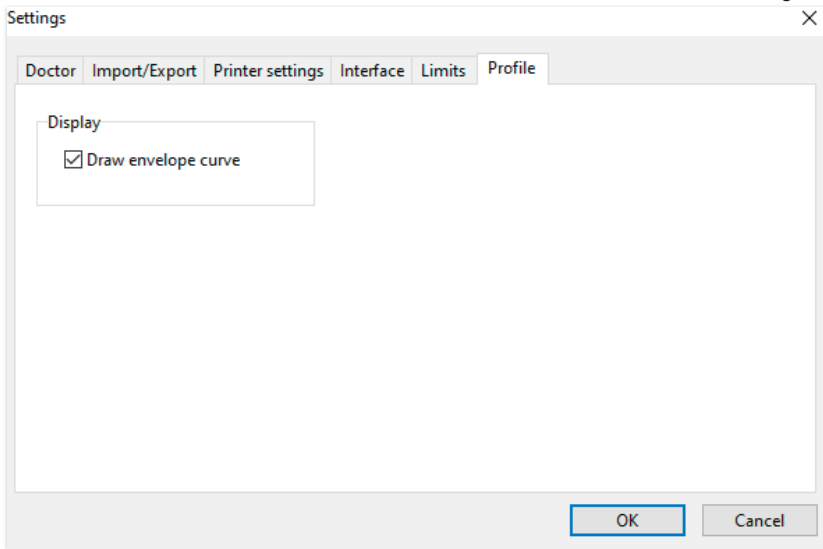 Settings
Doctor Import/Export Printer settings Interface Limits Profile
Display
Draw envelope curve
OK Cancel